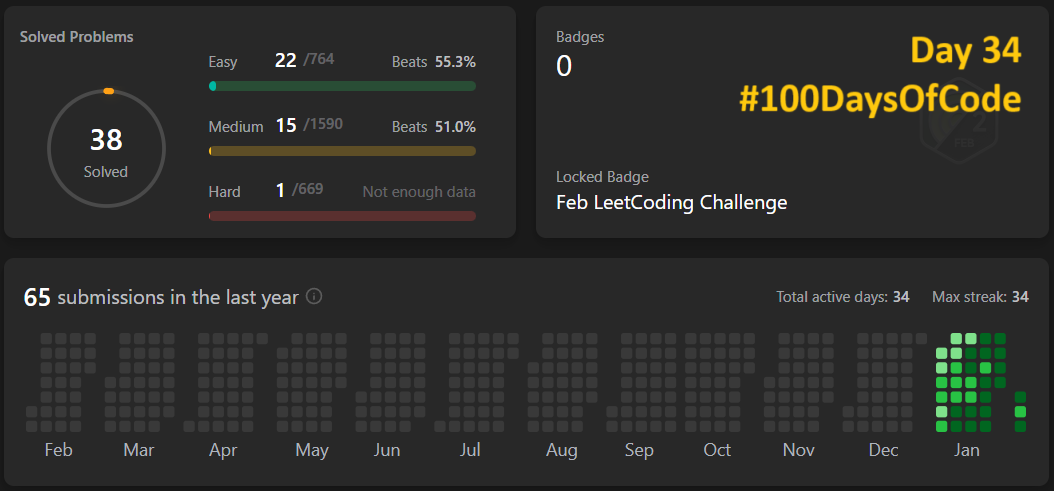 Solved Problems
38
Solved
Easy 22 /764 Beats 55.3%
Medium 15 /1590 Beats 51.0%
Hard 1 /669 Not enough data
Badges
0
Day 34
#100DaysOfCode
2
FEB
Locked Badge
Feb LeetCoding Challenge
65 submissions in the last year
Total active days: 34 Max streak: 34
Feb Mar Apr May Jun Jul Aug Sep Oct Nov Dec Jan